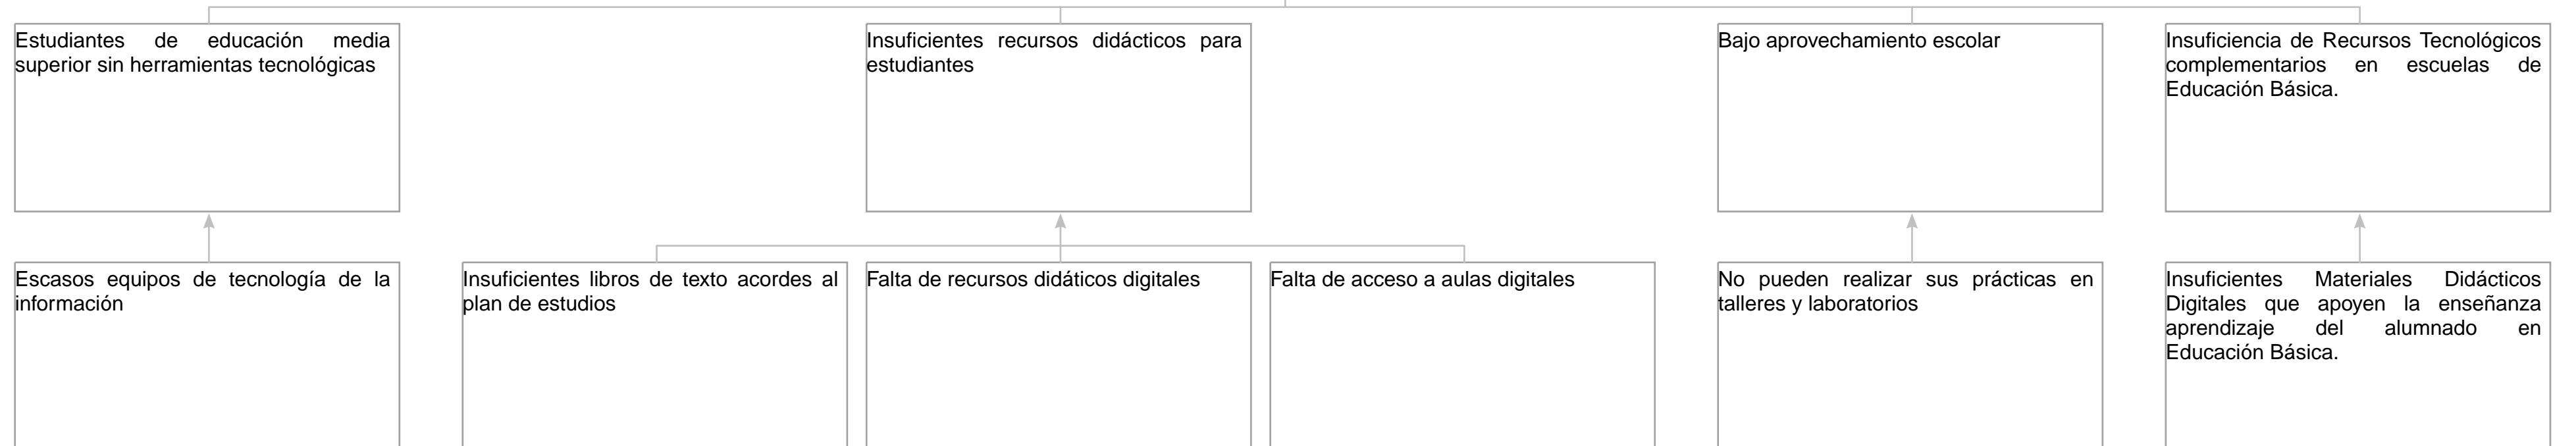 Estudiantes de educación media
superior sin herramientas tecnológicas
Insuficientes recursos didácticos para
estudiantes
Bajo aprovechamiento escolar
Insuficiencia de Recursos Tecnológicos
complementarios en escuelas de
Educación Básica.
Escasos equipos de tecnología de la
información
Insuficientes libros de texto acordes al
plan de estudios
Falta de recursos didáticos digitales
Falta de acceso a aulas digitales
No pueden realizar sus prácticas en
talleres y laboratorios
Insuficientes Materiales Didácticos
Digitales que apoyen la enseñanza
aprendizaje del alumnado en
Educación Básica.